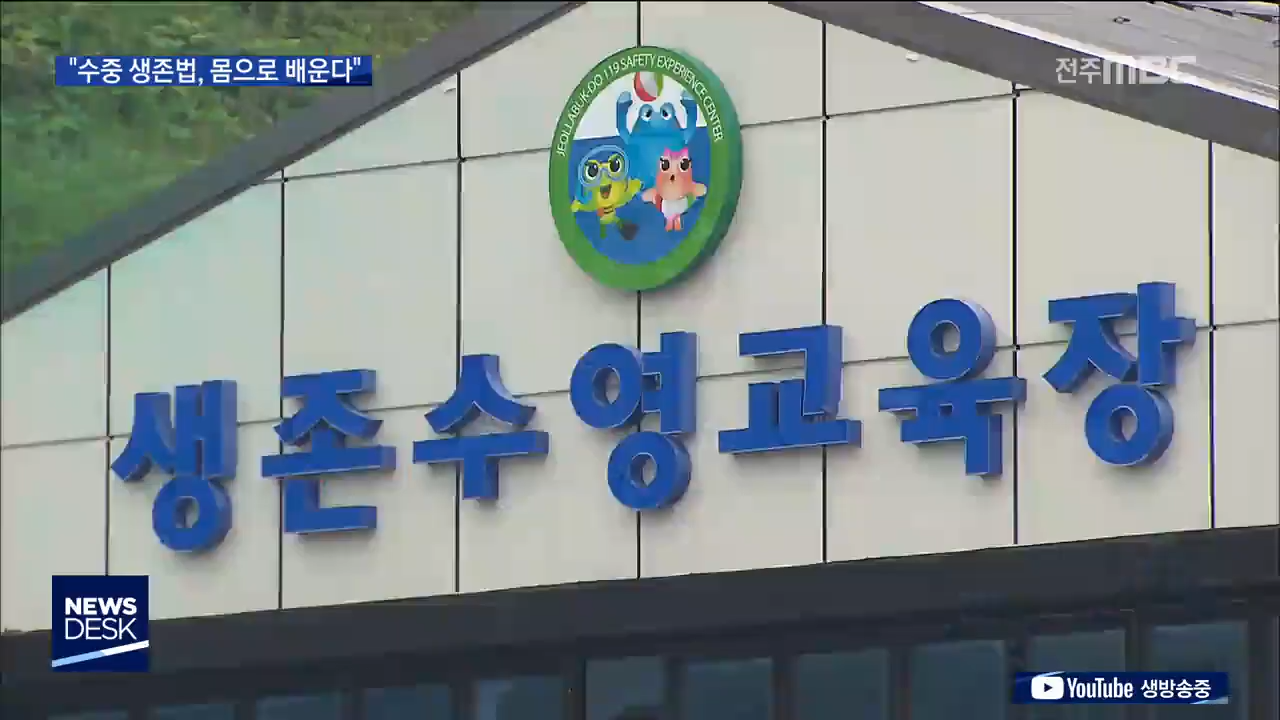 "수중 생존법, 몸으로 배운다"
전주MBC
JEOLLABUK-DO 119 SAFETY EXPERIENCE CENTER
생존수영교육장
NEWS
DESK
YouTube 생방송중